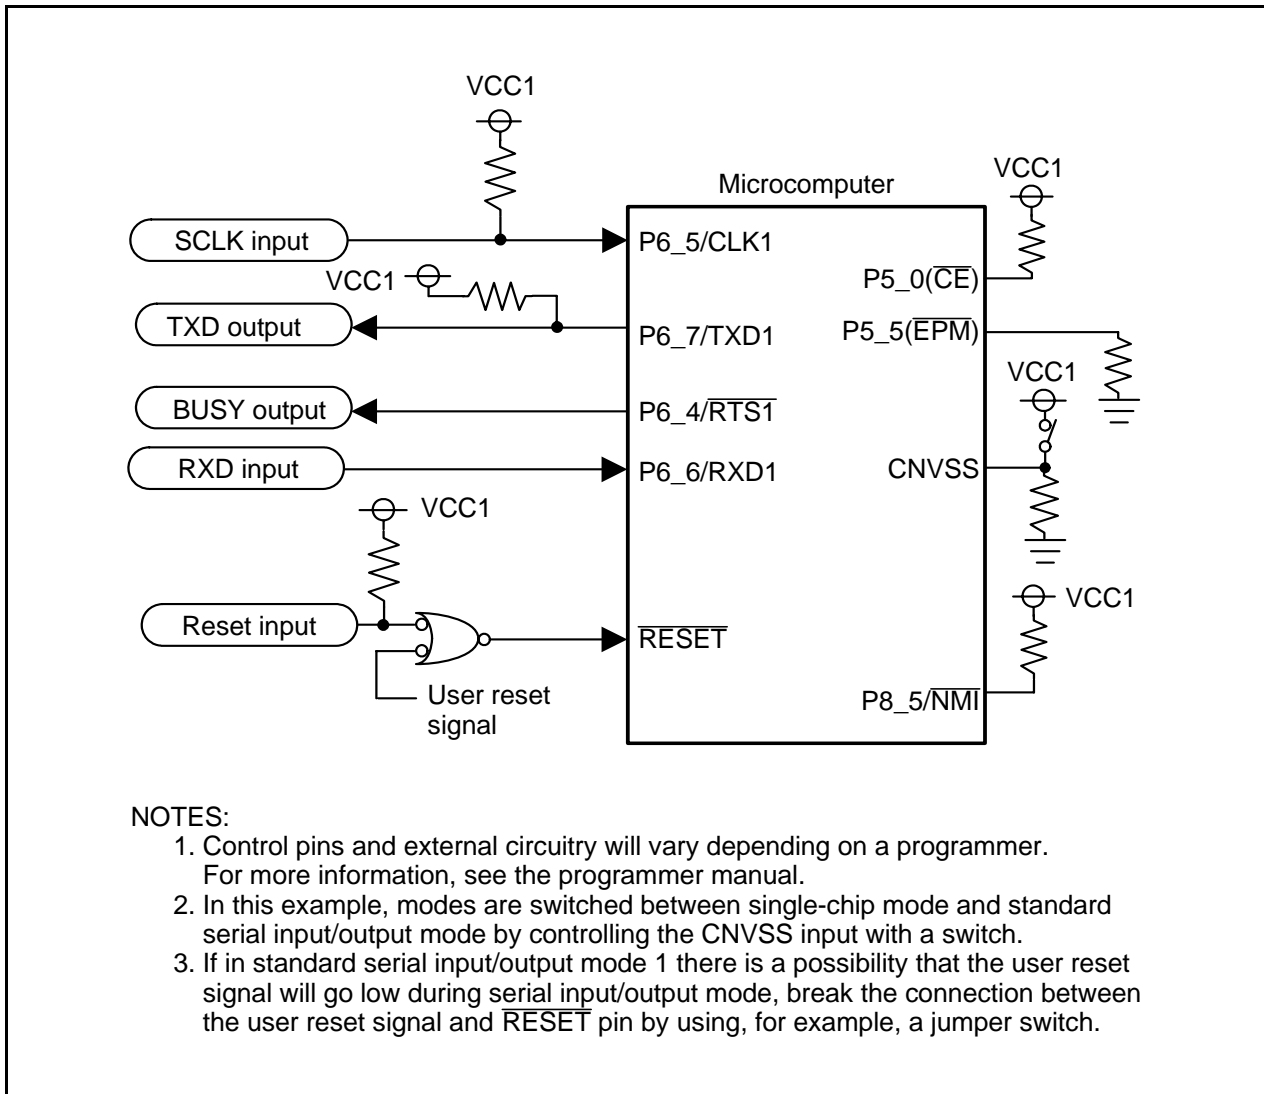 VCC1
VCC1
Microcomputer
SCLK input
P6_5/CLK1
P5_0(C̅E̅)
VCC1
TXD output
P6_7/TXD1
P5_5(E̅P̅M̅)
VCC1
BUSY output
P6_4/R̅T̅S̅1̅
RXD input
P6_6/RXD1
CNVSS
VCC1
VCC1
Reset input
R̅E̅S̅E̅T̅
User reset
signal
P8_5/N̅M̅I̅
NOTES:
1. Control pins and external circuitry will vary depending on a programmer.
For more information, see the programmer manual.
2. In this example, modes are switched between single-chip mode and standard
serial input/output mode by controlling the CNVSS input with a switch.
3. If in standard serial input/output mode 1 there is a possibility that the user reset
signal will go low during serial input/output mode, break the connection between
the user reset signal and R̅E̅S̅E̅T̅ pin by using, for example, a jumper switch.